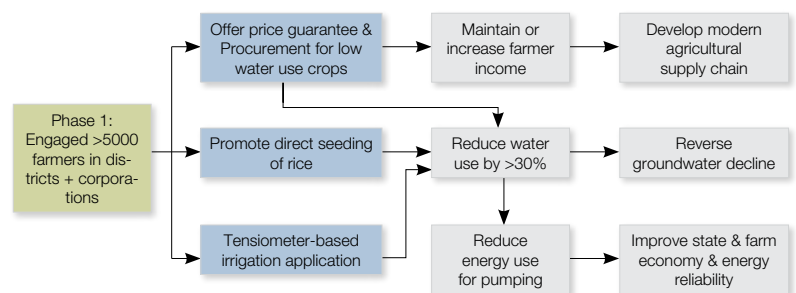 Phase 1:
Engaged >5000
farmers in dis-
tricts + corpora-
tions
Offer price guarantee &
Procurement for low
water use crops
Maintain or
increase farmer
income
Develop modern
agricultural
supply chain
Promote direct seeding
of rice
Reduce water
use by >30%
Reverse
groundwater decline
Tensiometer-based
irrigation application
Reduce
energy use
for pumping
Improve state & farm
economy & energy
reliability